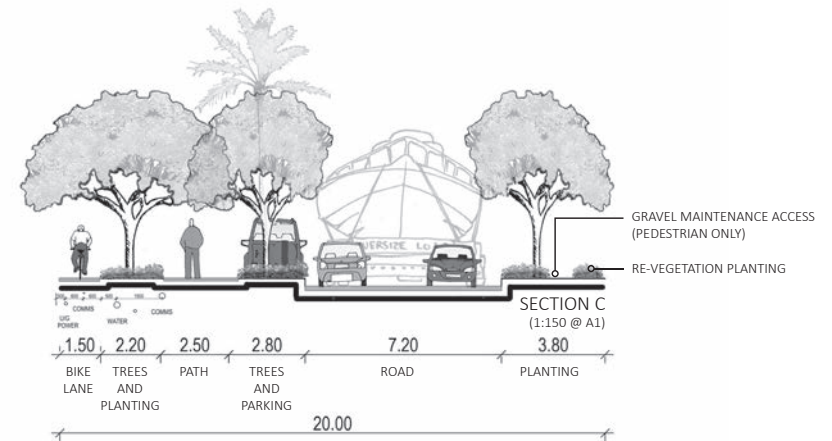 OVERSIZE LO
GRAVEL MAINTENANCE ACCESS
(PEDESTRIAN ONLY)
RE-VEGETATION PLANTING
SECTION C
(1:150 @ A1)
COMMS
COMMS
U/G
POWER
WATER
1.50 2.20 2.50 2.80 7.20 3.80
BIKE LANE
TREES AND PLANTING
PATH
TREES AND PARKING
ROAD
PLANTING
20.00